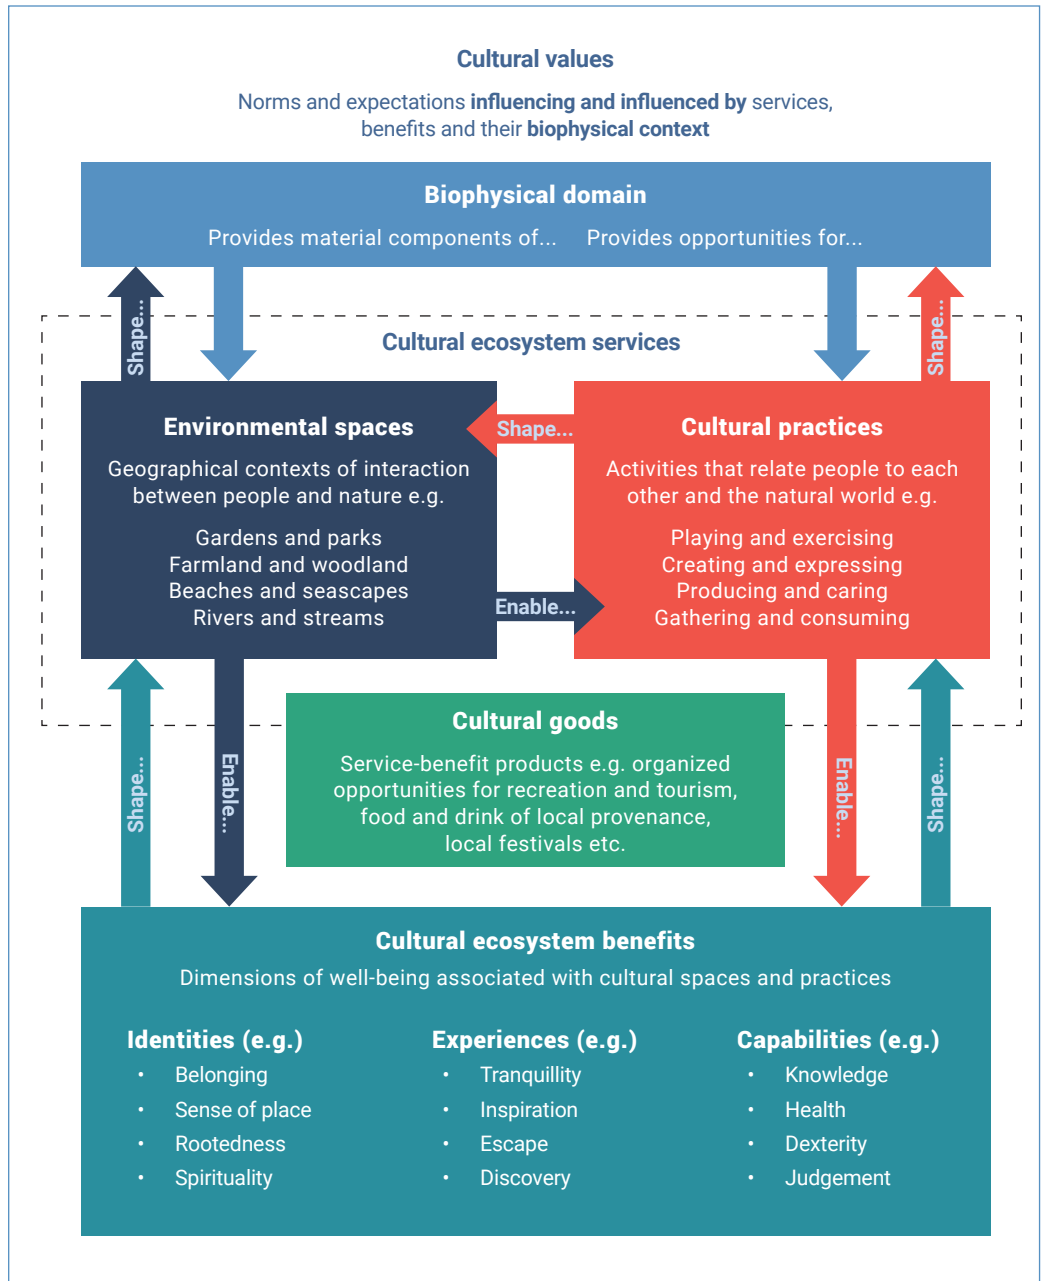 Cultural values
Norms and expectations influencing and influenced by services,
benefits and their biophysical context
Biophysical domain
Provides material components of...
Provides opportunities for...
Shape...
Shape...
Cultural ecosystem services
Environmental spaces
Geographical contexts of interaction
between people and nature e.g.
Gardens and parks
Farmland and woodland
Beaches and seascapes
Rivers and streams
Shape...
Enable...
Cultural practices
Activities that relate people to each
other and the natural world e.g.
Playing and exercising
Creating and expressing
Producing and caring
Gathering and consuming
Shape...
Enable...
Cultural goods
Service-benefit products e.g. organized
opportunities for recreation and tourism,
food and drink of local provenance,
local festivals etc.
Enable...
Shape...
Cultural ecosystem benefits
Dimensions of well-being associated with cultural spaces and practices
Identities (e.g.)
• Belonging
• Sense of place
• Rootedness
• Spirituality
Experiences (e.g.)
• Tranquillity
• Inspiration
• Escape
• Discovery
Capabilities (e.g.)
• Knowledge
• Health
• Dexterity
• Judgement